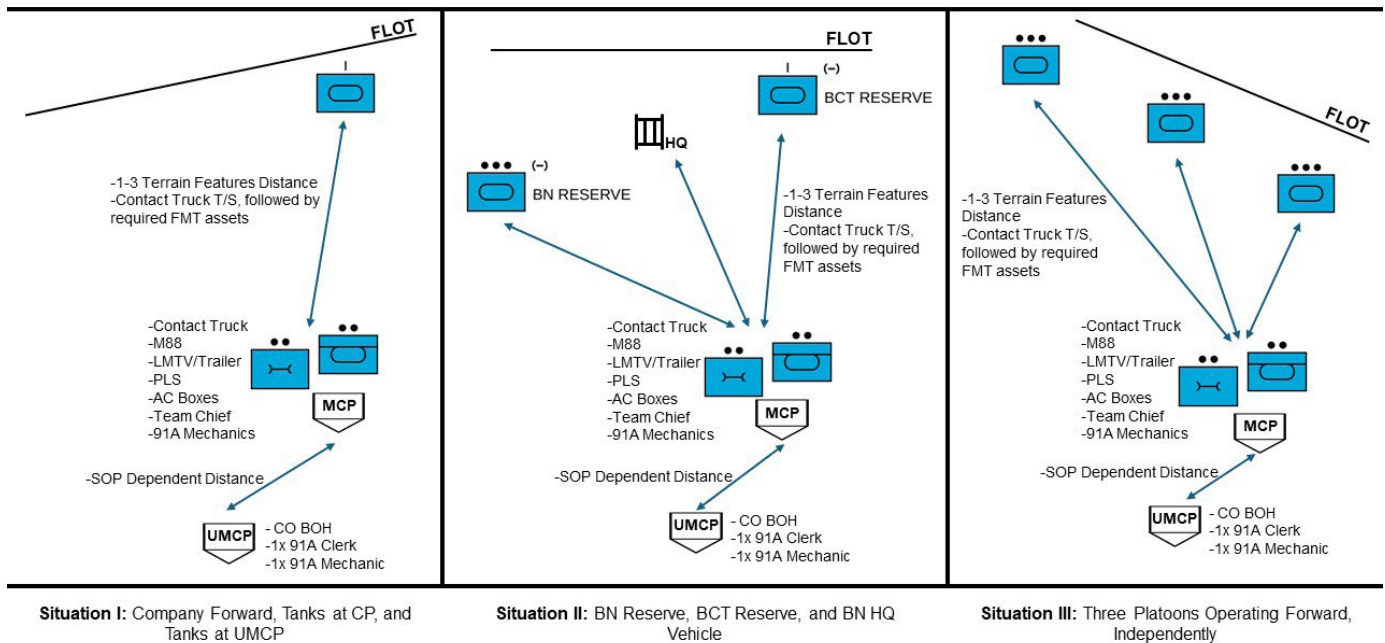 FLOT
I
-1-3 Terrain Features Distance
-Contact Truck T/S, followed by
required FMT assets
-Contact Truck
-M88
-LMTV/Trailer
-PLS
-AC Boxes
-Team Chief
-91A Mechanics
MCP
-SOP Dependent Distance
UMCP
- CO BOH
-1x 91A Clerk
-1x 91A Mechanic
Situation I: Company Forward, Tanks at CP, and
Tanks at UMCP
FLOT
I
(–)
BCT RESERVE
HQ
(–)
BN RESERVE
-1-3 Terrain Features
Distance
-Contact Truck T/S,
followed by required
FMT assets
-Contact Truck
-M88
-LMTV/Trailer
-PLS
-AC Boxes
-Team Chief
-91A Mechanics
MCP
-SOP Dependent Distance
UMCP
- CO BOH
-1x 91A Clerk
-1x 91A Mechanic
Situation II: BN Reserve, BCT Reserve, and BN HQ
Vehicle
FLOT
-1-3 Terrain Features
Distance
-Contact Truck T/S,
followed by required
FMT assets
-Contact Truck
-M88
-LMTV/Trailer
-PLS
-AC Boxes
-Team Chief
-91A Mechanics
MCP
-SOP Dependent Distance
UMCP
- CO BOH
-1x 91A Clerk
-1x 91A Mechanic
Situation III: Three Platoons Operating Forward,
Independently